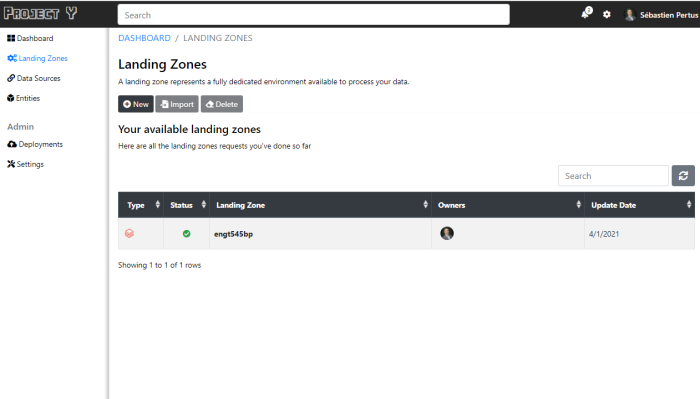 PROJECT Y
Search
2
Sébastien Pertus
Dashboard
Landing Zones
Data Sources
Entities
Admin
Deployments
Settings
DASHBOARD / LANDING ZONES
Landing Zones
A landing zone represents a fully dedicated environment available to process your data.
New Import Delete
Your available landing zones
Here are all the landing zones requests you've done so far
Search
Type Status Landing Zone Owners Update Date
engt545bp 4/1/2021
Showing 1 to 1 of 1 rows